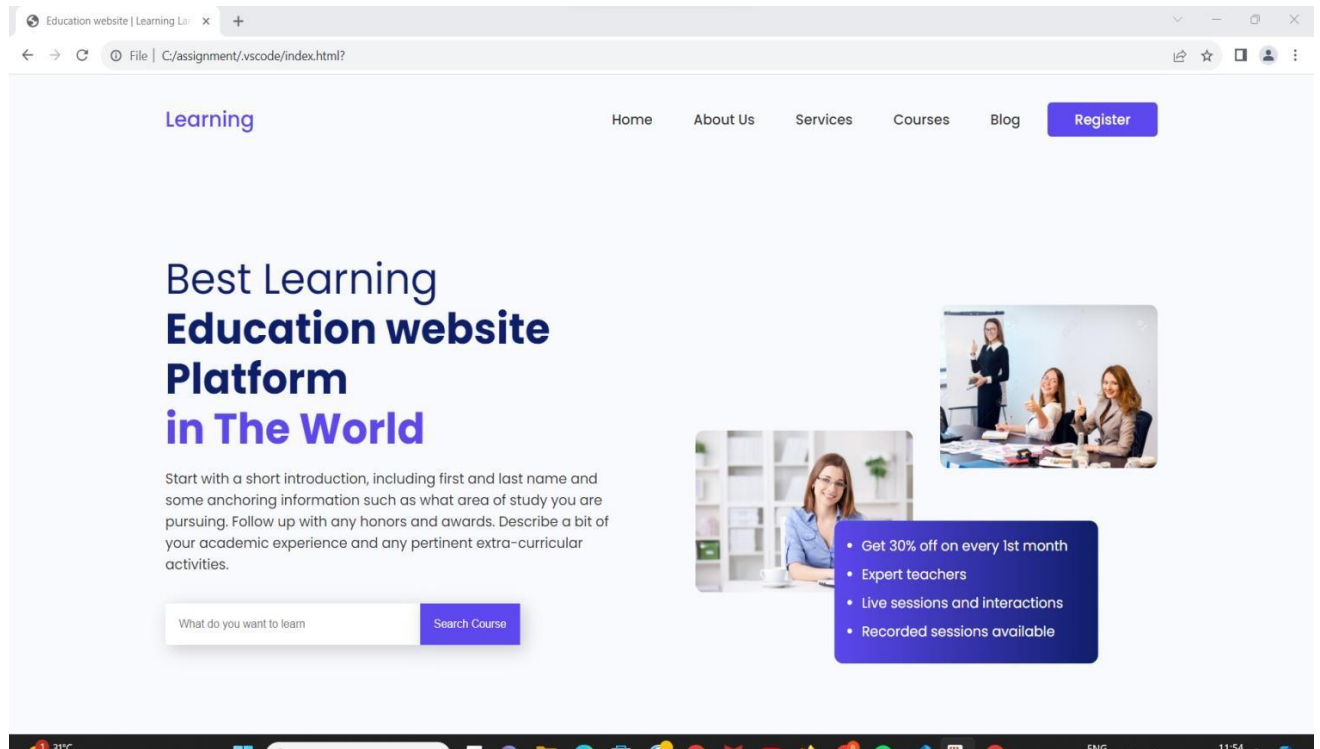 Education website | Learning La
File | C:/assignment/.vscode/index.html?
Learning
Home About Us Services Courses Blog Register
Best Learning
Education website
Platform
in The World
Start with a short introduction, including first and last name and
some anchoring information such as what area of study you are
pursuing. Follow up with any honors and awards. Describe a bit of
your academic experience and any pertinent extra-curricular
activities.
What do you want to learn Search Course
• Get 30% off on every 1st month
• Expert teachers
• Live sessions and interactions
• Recorded sessions available
1 31°C ENG 11:54